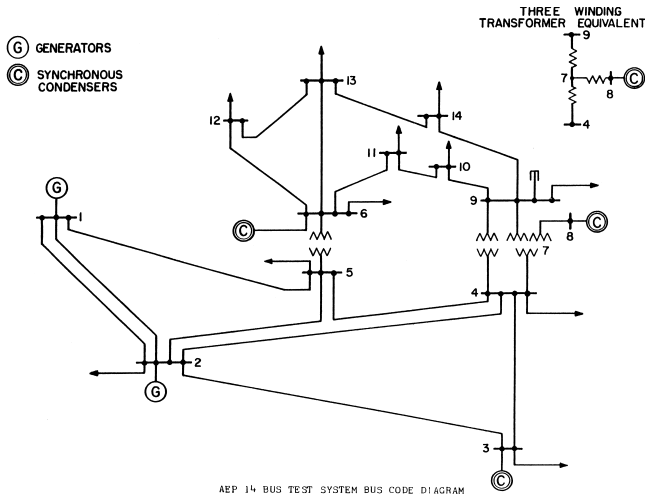 THREE WINDING
TRANSFORMER EQUIVALENT
9
7
8
C
4
G GENERATORS
C SYNCHRONOUS
CONDENSERS
13
14
12
11
10
9
G
1
C
6
8
C
7
5
4
2
G
3
C
AEP 14 BUS TEST SYSTEM BUS CODE DIAGRAM